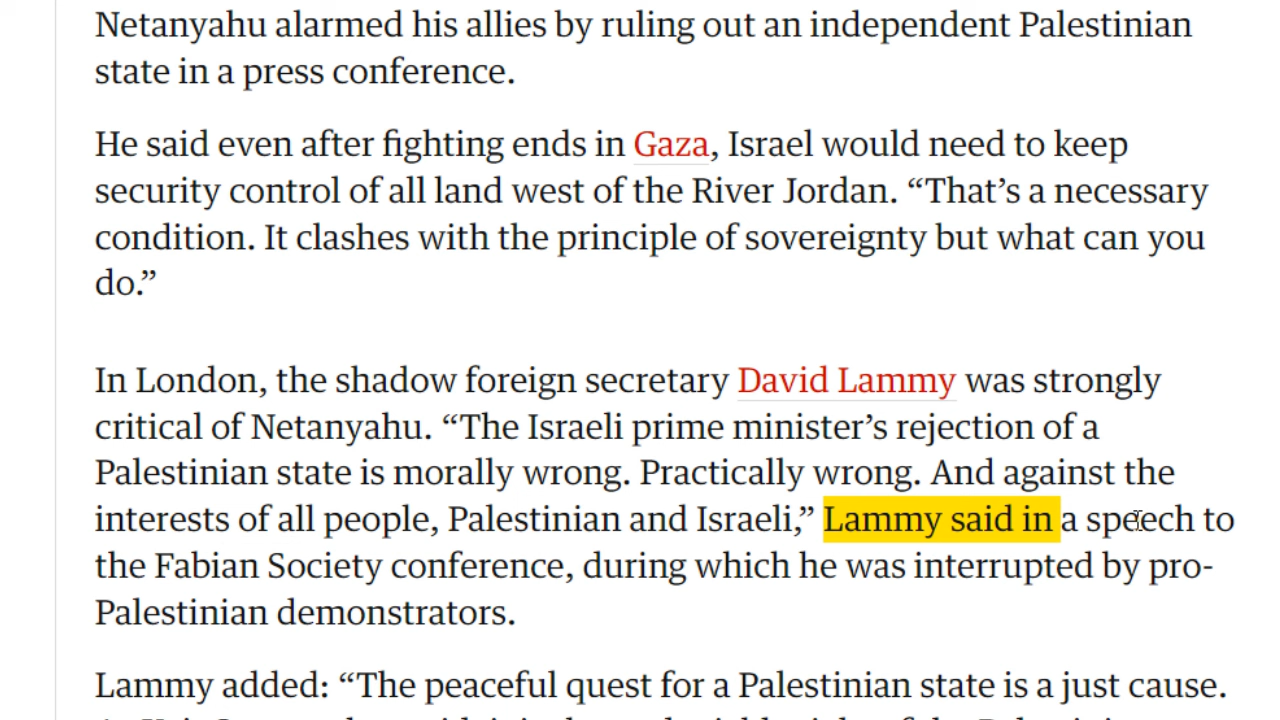 Netanyahu alarmed his allies by ruling out an independent Palestinian
state in a press conference.
He said even after fighting ends in Gaza, Israel would need to keep
security control of all land west of the River Jordan. “That’s a necessary
condition. It clashes with the principle of sovereignty but what can you
do.”
In London, the shadow foreign secretary David Lammy was strongly
critical of Netanyahu. “The Israeli prime minister’s rejection of a
Palestinian state is morally wrong. Practically wrong. And against the
interests of all people, Palestinian and Israeli,” Lammy said in a speech to
the Fabian Society conference, during which he was interrupted by pro-
Palestinian demonstrators.
Lammy added: “The peaceful quest for a Palestinian state is a just cause.